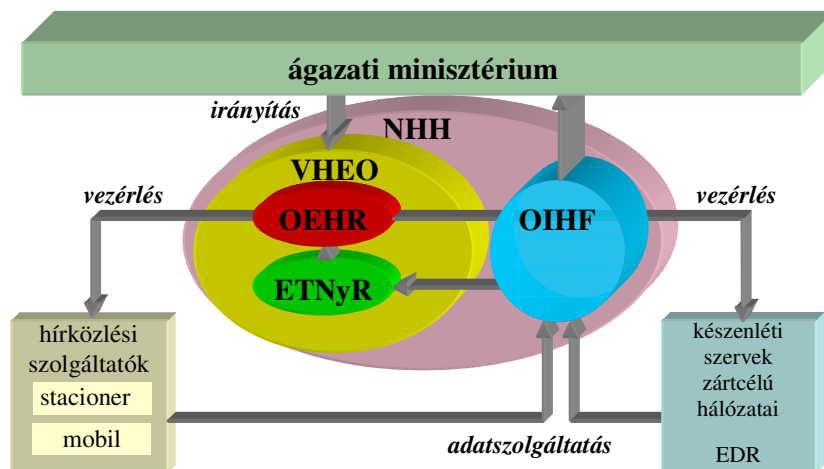 ágazati minisztérium
irányítás
NHH
VHEO
vezérlés
vezérlés
OEHR
OIHF
ETNyR
hírközlési
szolgáltatók
stacioner
mobil
készenléti
szervek
zártcélú
hálózatai
EDR
adatszolgáltatás